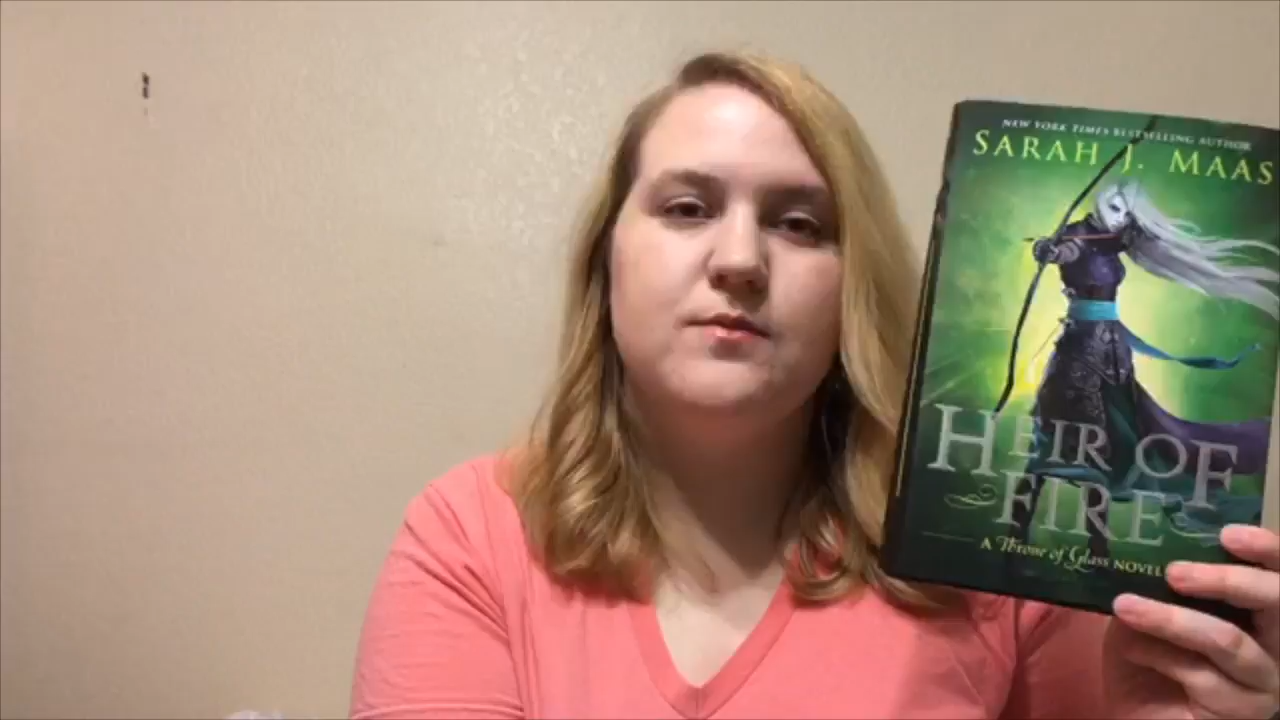 NEW YORK TIMES BESTSELLING AUTHOR
SARAH J. MAAS
HEIR OF
FIRE
A Throne of Glass NOVEL